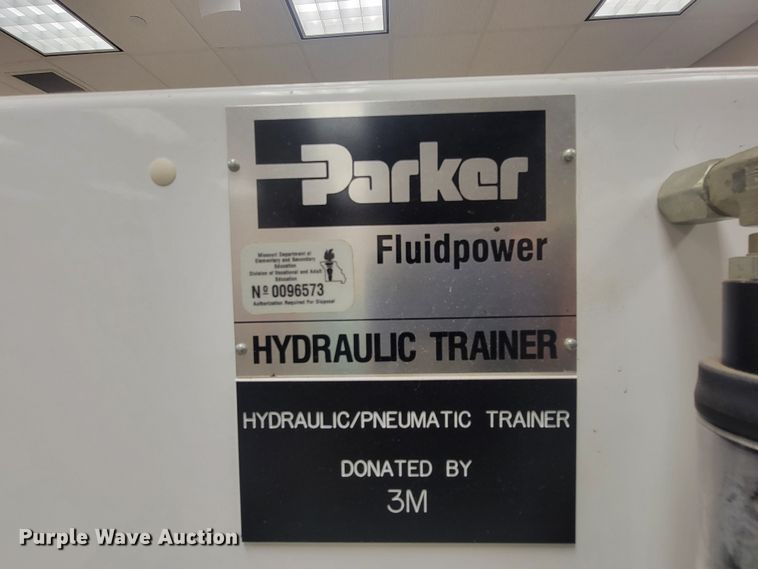 Parker
Fluidpower
Missouri Department of
Elementary and Secondary
Education
Division of Vocational and Adult
Education
Nº 0096573
Authorization Required For Disposal
HYDRAULIC TRAINER
HYDRAULIC/PNEUMATIC TRAINER
DONATED BY
3M
Purple Wave Auction